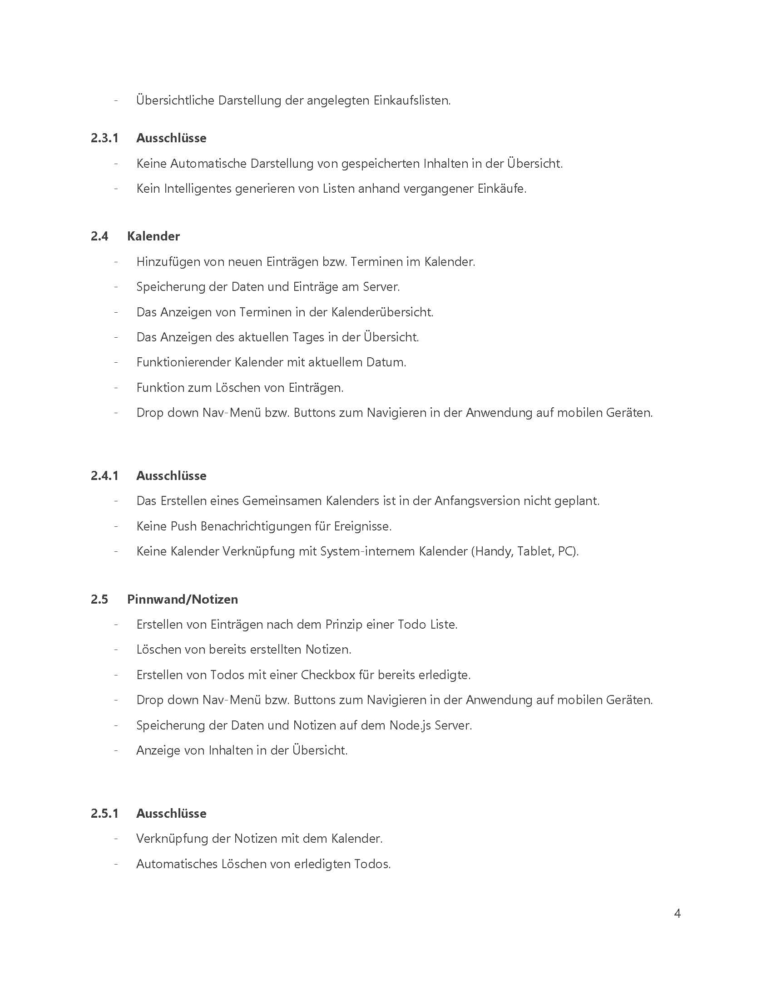 - Übersichtliche Darstellung der angelegten Einkaufslisten.
2.3.1 Ausschlüsse
- Keine Automatische Darstellung von gespeicherten Inhalten in der Übersicht.
- Kein Intelligentes generieren von Listen anhand vergangener Einkäufe.
2.4 Kalender
- Hinzufügen von neuen Einträgen bzw. Terminen im Kalender.
- Speicherung der Daten und Einträge am Server.
- Das Anzeigen von Terminen in der Kalenderübersicht.
- Das Anzeigen des aktuellen Tages in der Übersicht.
- Funktionierender Kalender mit aktuellem Datum.
- Funktion zum Löschen von Einträgen.
- Drop down Nav-Menü bzw. Buttons zum Navigieren in der Anwendung auf mobilen Geräten.
2.4.1 Ausschlüsse
- Das Erstellen eines Gemeinsamen Kalenders ist in der Anfangsversion nicht geplant.
- Keine Push Benachrichtigungen für Ereignisse.
- Keine Kalender Verknüpfung mit System-internem Kalender (Handy, Tablet, PC).
2.5 Pinnwand/Notizen
- Erstellen von Einträgen nach dem Prinzip einer Todo Liste.
- Löschen von bereits erstellten Notizen.
- Erstellen von Todos mit einer Checkbox für bereits erledigte.
- Drop down Nav-Menü bzw. Buttons zum Navigieren in der Anwendung auf mobilen Geräten.
- Speicherung der Daten und Notizen auf dem Node.js Server.
- Anzeige von Inhalten in der Übersicht.
2.5.1 Ausschlüsse
- Verknüpfung der Notizen mit dem Kalender.
- Automatisches Löschen von erledigten Todos.
4